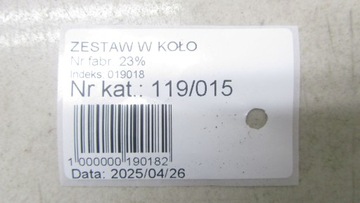 ZESTAW W KOŁO
Nr fabr. 23%
Indeks: 019018
Nr kat.: 119/015
1 000000 190182
Data: 2025/04/26